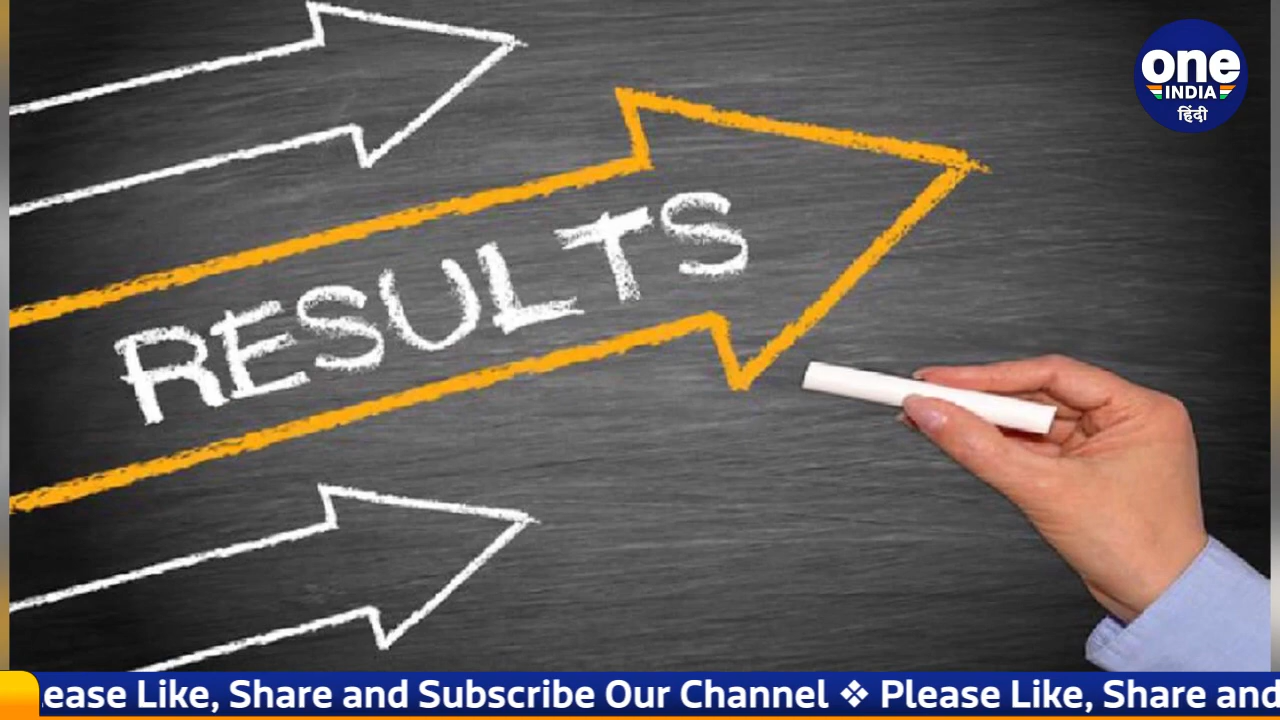 one
INDIA
हिंदी
RESULTS
ease Like, Share and Subscribe Our Channel ❖ Please Like, Share and